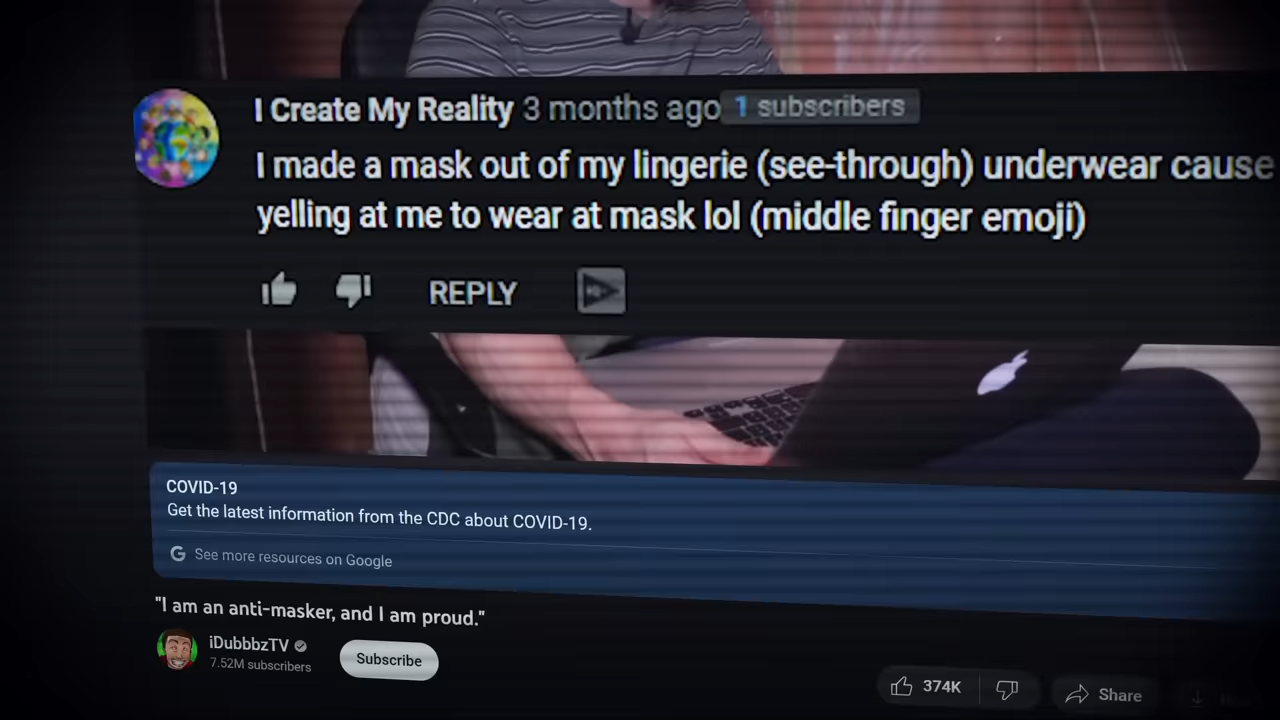 I Create My Reality 3 months ago 1 subscribers
I made a mask out of my lingerie (see-through) underwear cause
yelling at me to wear at mask lol (middle finger emoji)
REPLY
COVID-19
Get the latest information from the CDC about COVID-19.
G See more resources on Google
"I am an anti-masker, and I am proud."
iDubbbzTV
7.52M subscribers
Subscribe
374K
Share